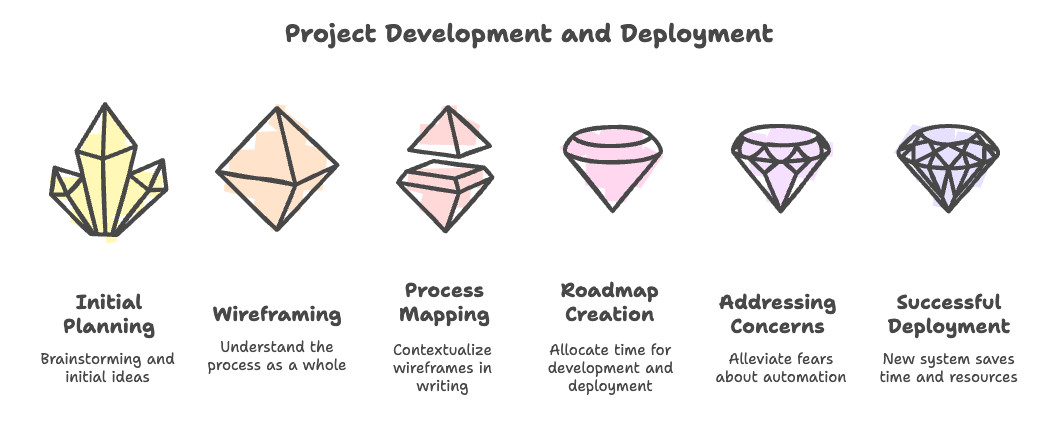 Project Development and Deployment
Initial
Planning
Brainstorming and
initial ideas
Wireframing
Understand the
process as a whole
Process
Mapping
Contextualize
wireframes in
writing
Roadmap
Creation
Allocate time for
development and
deployment
Addressing
Concerns
Alleviate fears
about automation
Successful
Deployment
New system saves
time and resources